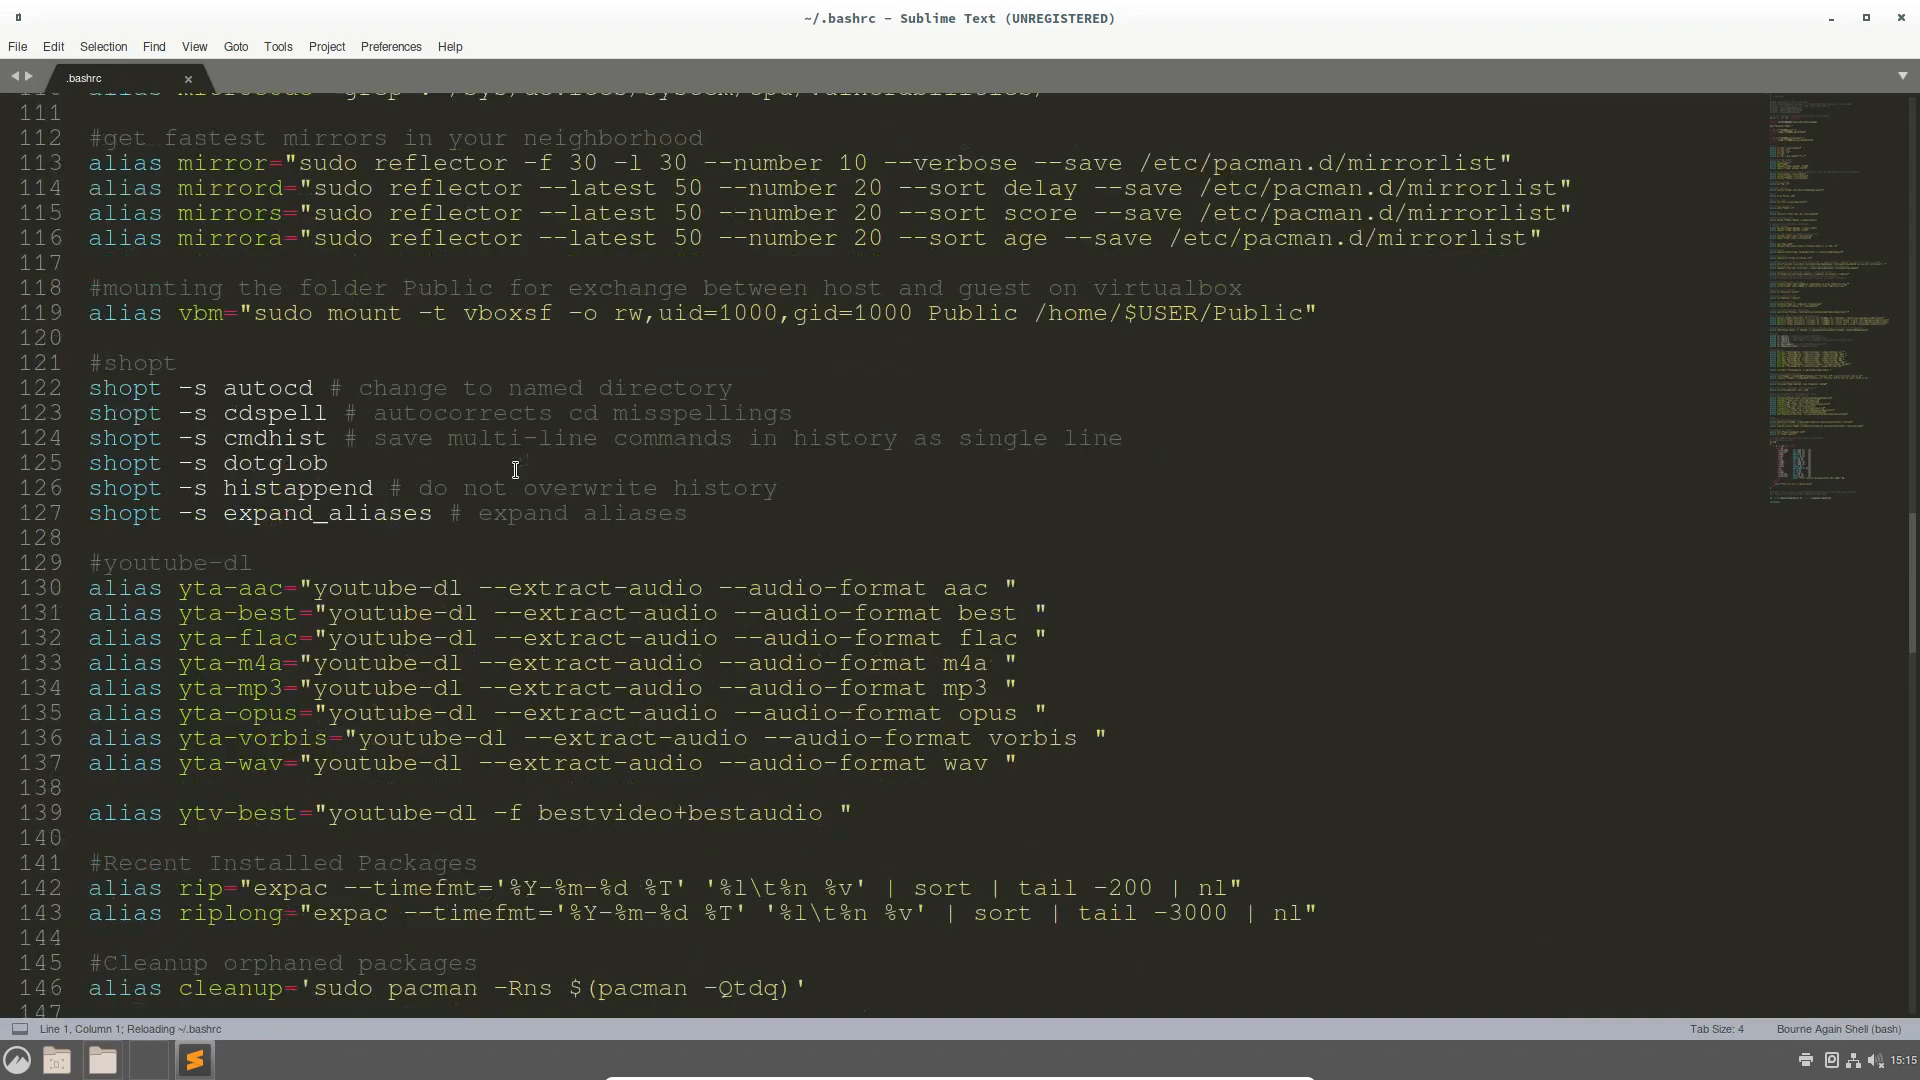 ~/.bashrc - Sublime Text (UNREGISTERED)
File Edit Selection Find View Goto Tools Project Preferences Help
.bashrc
111
112 #get fastest mirrors in your neighborhood
113 alias mirror="sudo reflector -f 30 -l 30 --number 10 --verbose --save /etc/pacman.d/mirrorlist"
114 alias mirrord="sudo reflector --latest 50 --number 20 --sort delay --save /etc/pacman.d/mirrorlist"
115 alias mirrors="sudo reflector --latest 50 --number 20 --sort score --save /etc/pacman.d/mirrorlist"
116 alias mirrora="sudo reflector --latest 50 --number 20 --sort age --save /etc/pacman.d/mirrorlist"
117
118 #mounting the folder Public for exchange between host and guest on virtualbox
119 alias vbm="sudo mount -t vboxsf -o rw,uid=1000,gid=1000 Public /home/$USER/Public"
120
121 #shopt
122 shopt -s autocd # change to named directory
123 shopt -s cdspell # autocorrects cd misspellings
124 shopt -s cmdhist # save multi-line commands in history as single line
125 shopt -s dotglob
126 shopt -s histappend # do not overwrite history
127 shopt -s expand_aliases # expand aliases
128
129 #youtube-dl
130 alias yta-aac="youtube-dl --extract-audio --audio-format aac "
131 alias yta-best="youtube-dl --extract-audio --audio-format best "
132 alias yta-flac="youtube-dl --extract-audio --audio-format flac "
133 alias yta-m4a="youtube-dl --extract-audio --audio-format m4a "
134 alias yta-mp3="youtube-dl --extract-audio --audio-format mp3 "
135 alias yta-opus="youtube-dl --extract-audio --audio-format opus "
136 alias yta-vorbis="youtube-dl --extract-audio --audio-format vorbis "
137 alias yta-wav="youtube-dl --extract-audio --audio-format wav "
138
139 alias ytv-best="youtube-dl -f bestvideo+bestaudio "
140
141 #Recent Installed Packages
142 alias rip="expac --timefmt='%Y-%m-%d %T' '%l\t%n %v' | sort | tail -200 | nl"
143 alias riplong="expac --timefmt='%Y-%m-%d %T' '%l\t%n %v' | sort | tail -3000 | nl"
144
145 #Cleanup orphaned packages
146 alias cleanup='sudo pacman -Rns $(pacman -Qtdq)'
147
Line 1, Column 1; Reloading ~/.bashrc Tab Size: 4 Bourne Again Shell (bash)
15:15